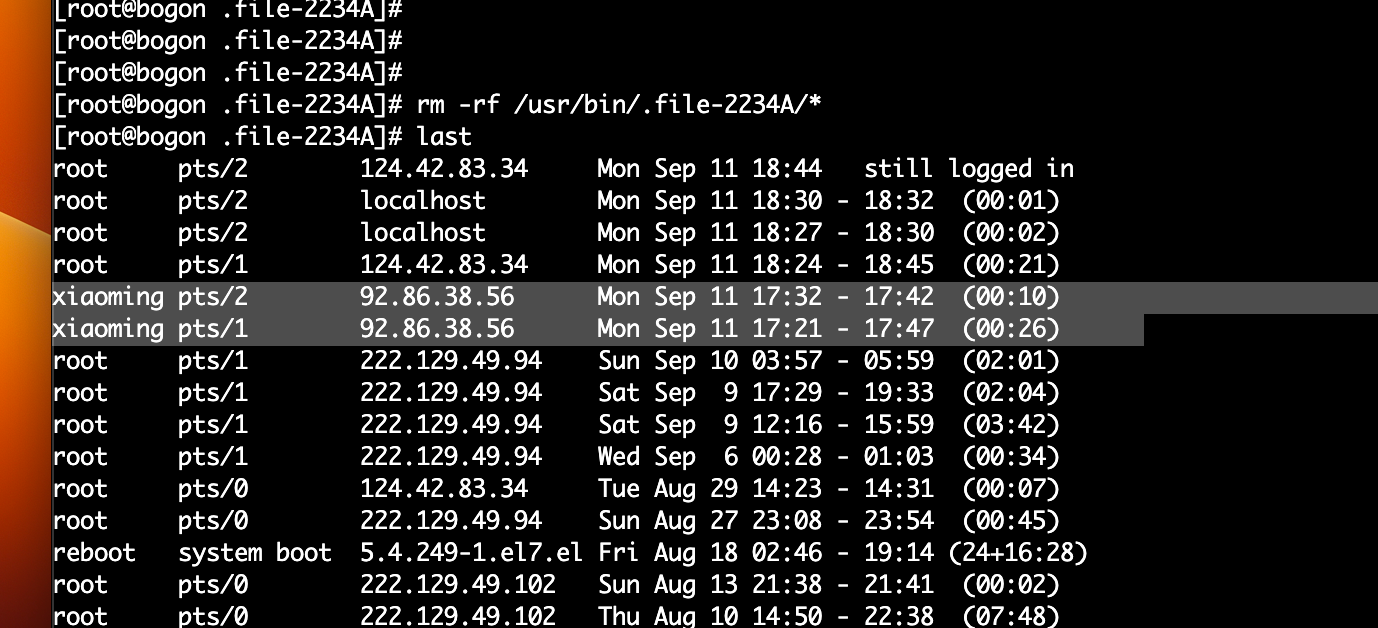 [root@bogon .file-2234A]#
[root@bogon .file-2234A]#
[root@bogon .file-2234A]#
[root@bogon .file-2234A]# rm -rf /usr/bin/.file-2234A/*
[root@bogon .file-2234A]# last
root     pts/2        124.42.83.34     Mon Sep 11 18:44   still logged in
root     pts/2        localhost        Mon Sep 11 18:30 - 18:32  (00:01)
root     pts/2        localhost        Mon Sep 11 18:27 - 18:30  (00:02)
root     pts/1        124.42.83.34     Mon Sep 11 18:24 - 18:45  (00:21)
xiaoming pts/2        92.86.38.56      Mon Sep 11 17:32 - 17:42  (00:10)
xiaoming pts/1        92.86.38.56      Mon Sep 11 17:21 - 17:47  (00:26)
root     pts/1        222.129.49.94    Sun Sep 10 03:57 - 05:59  (02:01)
root     pts/1        222.129.49.94    Sat Sep  9 17:29 - 19:33  (02:04)
root     pts/1        222.129.49.94    Sat Sep  9 12:16 - 15:59  (03:42)
root     pts/1        222.129.49.94    Wed Sep  6 00:28 - 01:03  (00:34)
root     pts/0        124.42.83.34     Tue Aug 29 14:23 - 14:31  (00:07)
root     pts/0        222.129.49.94    Sun Aug 27 23:08 - 23:54  (00:45)
reboot   system boot  5.4.249-1.el7.el Fri Aug 18 02:46 - 19:14 (24+16:28)
root     pts/0        222.129.49.102   Sun Aug 13 21:38 - 21:41  (00:02)
root     pts/0        222.129.49.102   Thu Aug 10 14:50 - 22:38  (07:48)